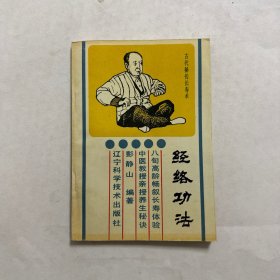 古代秘传长寿术
经络功法
八旬高龄畅叙长寿体验
中医教授亲授养生秘诀
彭静山 编著
辽宁科学技术出版社